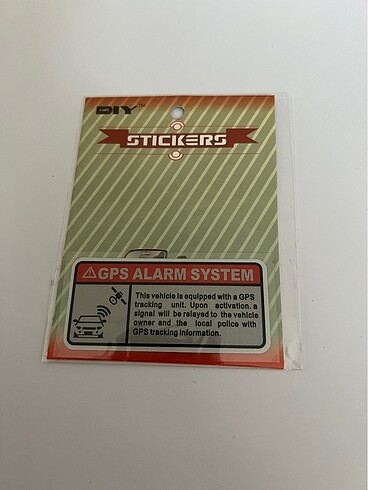 DIY™
STICKERS
GPS ALARM SYSTEM
This vehicle is equipped with a GPS
tracking unit. Upon activation. a
signal will be relayed to the vehicle
owner and the local police with
GPS tracking information.